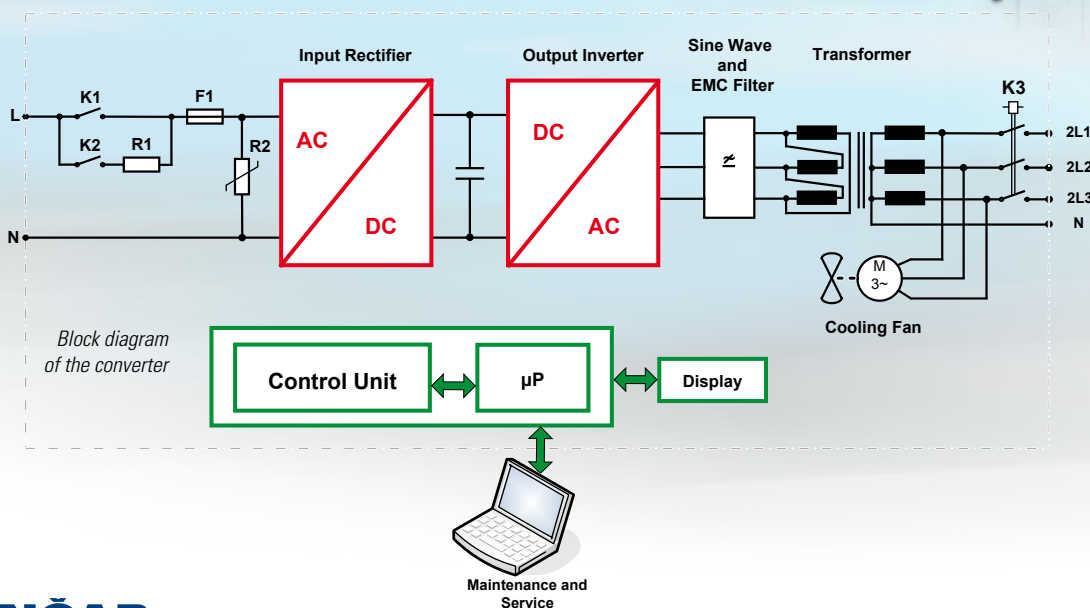 Input Rectifier
Output Inverter
Sine Wave
and
EMC Filter
Transformer
K1
F1
K3
L
K2
R1
R2
AC
DC
DC
AC
≠
2L1
2L2
2L3
N
N
M
3~
Cooling Fan
Block diagram
of the converter
Control Unit
µP
Display
Maintenance and
Service